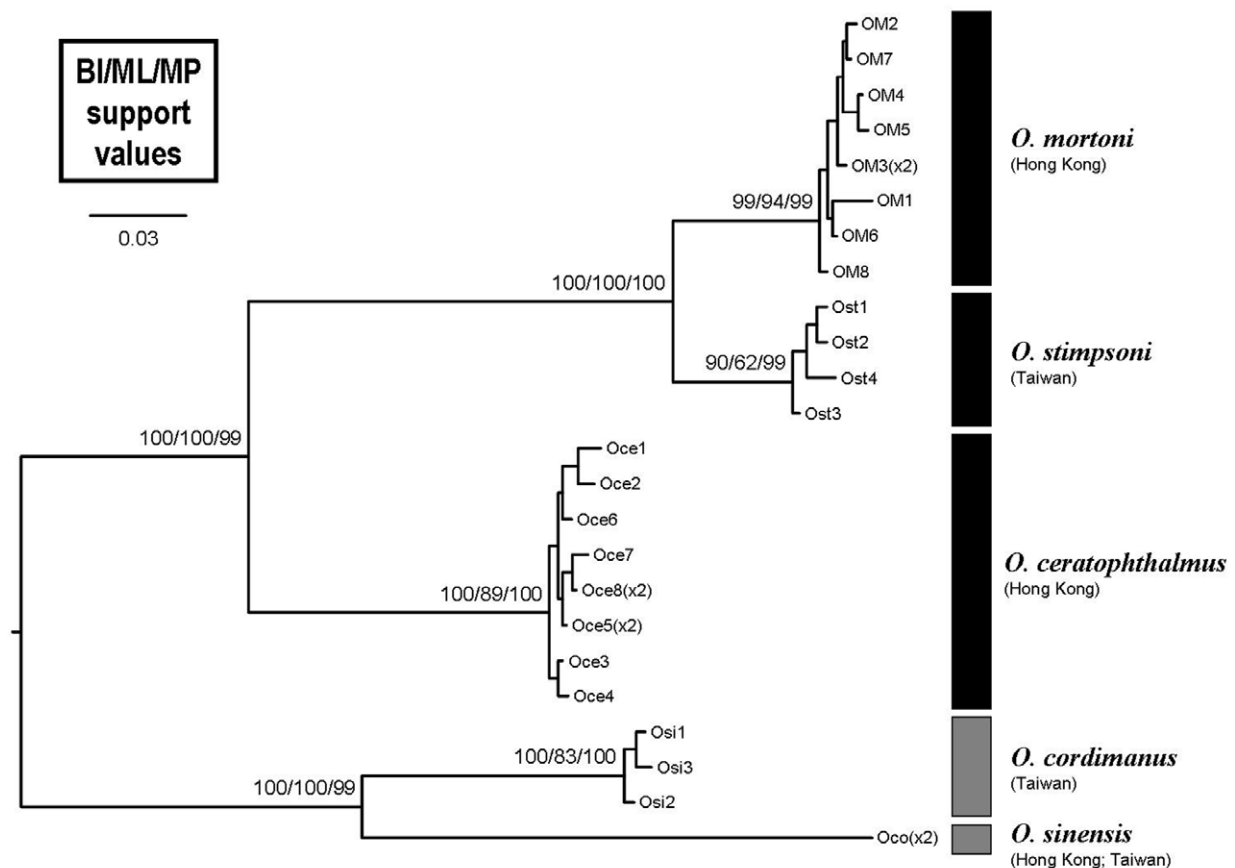 BI/ML/MP
support
values
0.03
OM2
OM7
OM4
OM5
OM3(x2)
99/94/99
OM1
OM6
OM8
O. mortoni
(Hong Kong)
100/100/100
Ost1
Ost2
90/62/99
Ost4
Ost3
O. stimpsoni
(Taiwan)
100/100/99
Oce1
Oce2
Oce6
Oce7
100/89/100
Oce8(x2)
Oce5(x2)
Oce3
Oce4
O. ceratophthalmus
(Hong Kong)
Osi1
100/83/100
Osi3
100/100/99
Osi2
O. cordimanus
(Taiwan)
Oco(x2)
O. sinensis
(Hong Kong; Taiwan)